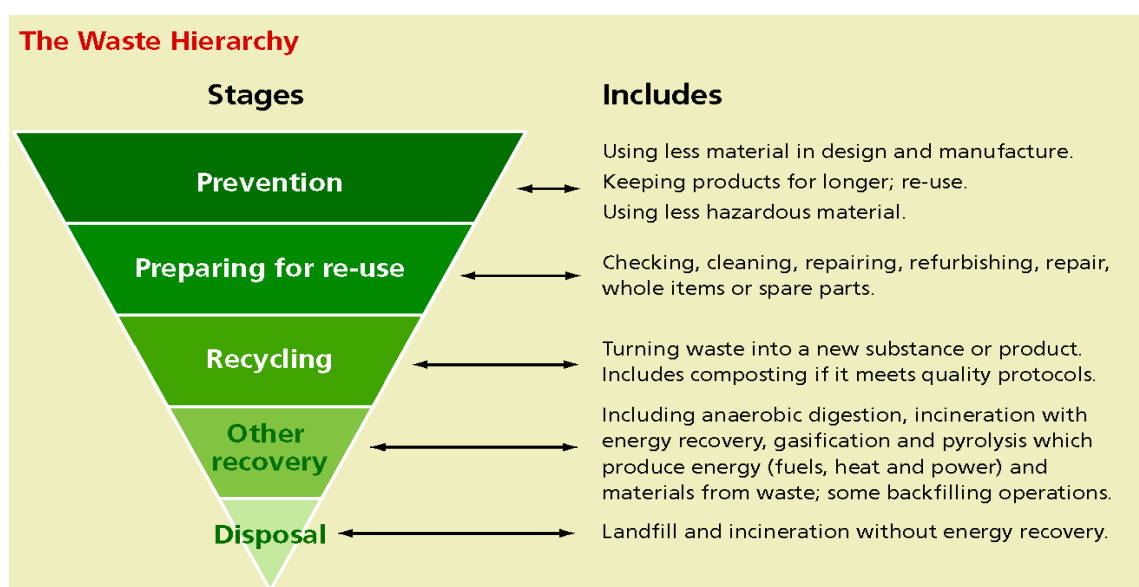 The Waste Hierarchy
Stages
Includes
Prevention
Using less material in design and manufacture.
Keeping products for longer; re-use.
Using less hazardous material.
Preparing for re-use
Checking, cleaning, repairing, refurbishing, repair,
whole items or spare parts.
Recycling
Turning waste into a new substance or product.
Includes composting if it meets quality protocols.
Other
recovery
Including anaerobic digestion, incineration with
energy recovery, gasification and pyrolysis which
produce energy (fuels, heat and power) and
materials from waste; some backfilling operations.
Disposal
Landfill and incineration without energy recovery.